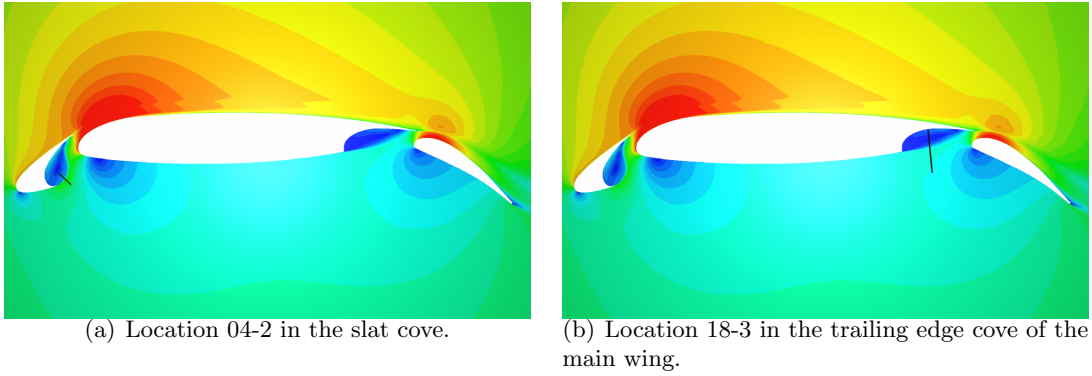 (a) Location 04-2 in the slat cove.
(b) Location 18-3 in the trailing edge cove of the
main wing.